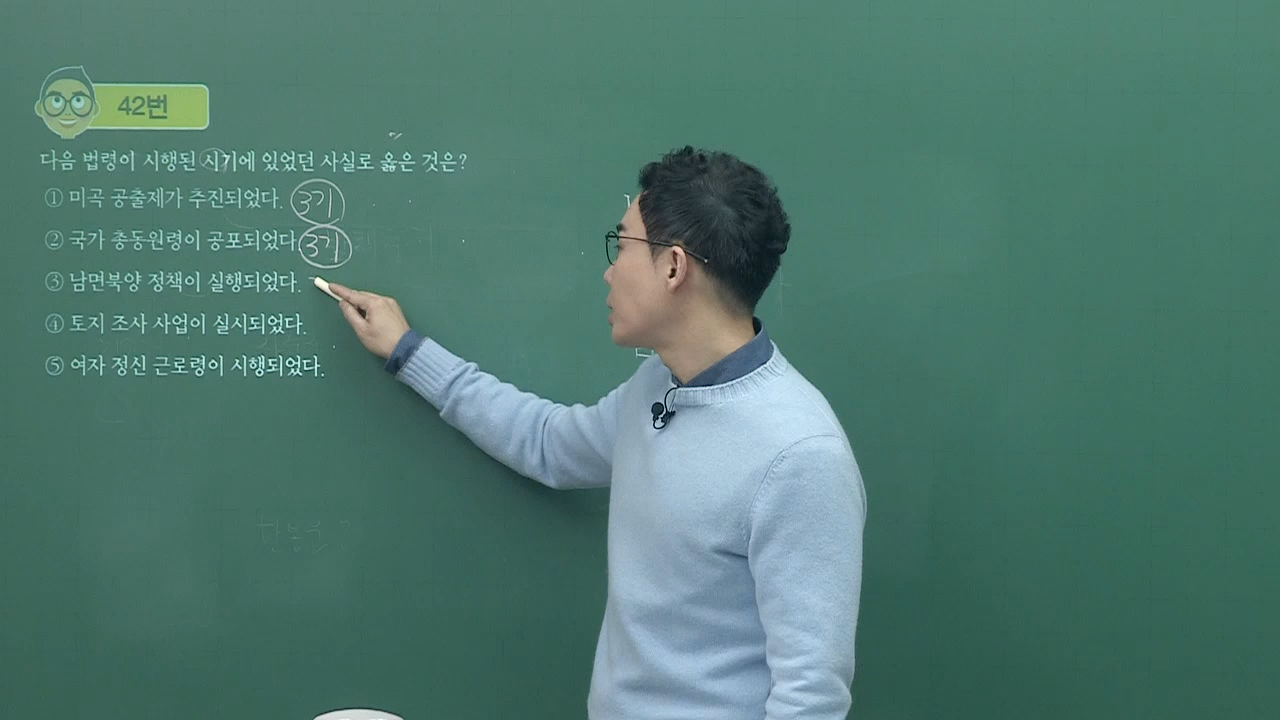 42번
다음 법령이 시행된 시기에 있었던 사실로 옳은 것은?
① 미곡 공출제가 추진되었다. 3기
② 국가 총동원령이 공포되었다. 3기
③ 남면북양 정책이 실행되었다.
④ 토지 조사 사업이 실시되었다.
⑤ 여자 정신 근로령이 시행되었다.